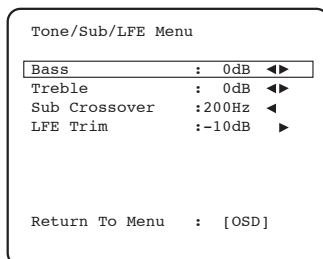 Tone/Sub/LFE Menu
Bass : 0dB ◄►
Treble : 0dB ◄►
Sub Crossover :200Hz ◄
LFE Trim :-10dB ►
Return To Menu : [OSD]